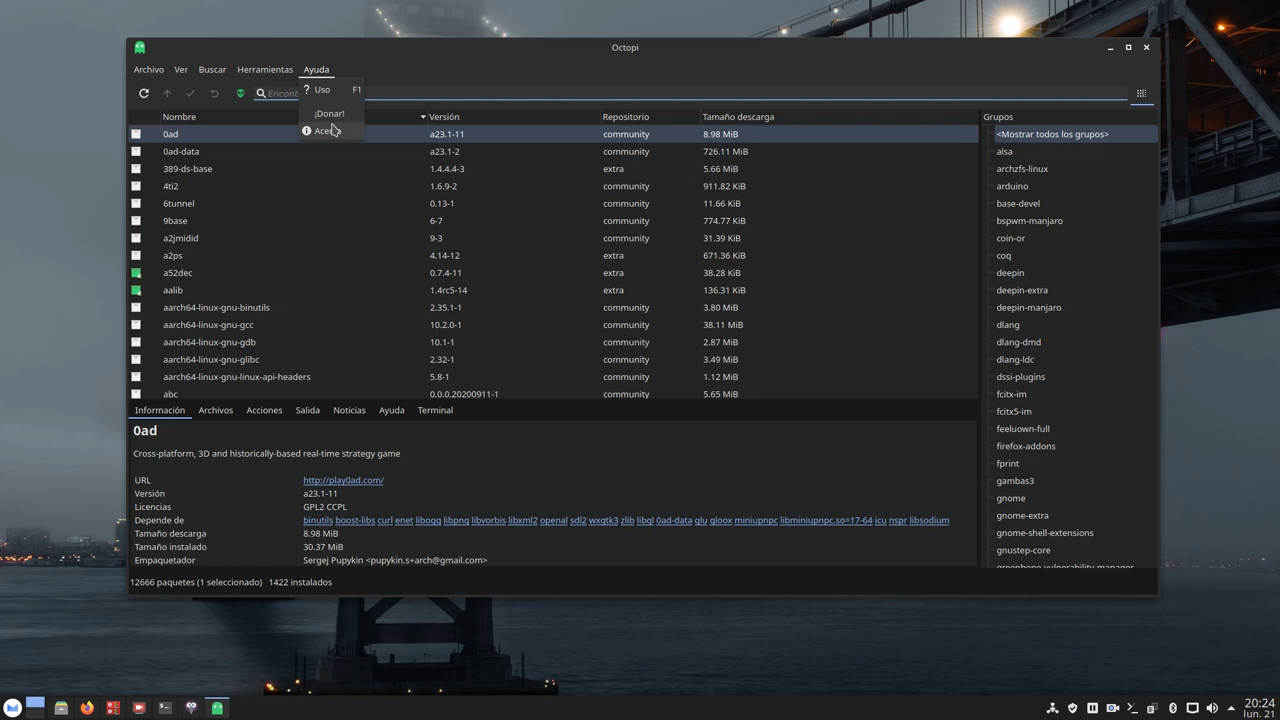 Octopi
Archivo Ver Buscar Herramientas Ayuda
? Uso F1
¡Donar!
Nombre Versión Repositorio Tamaño descarga Grupos
0ad a23.1-11 community 8.98 MiB <Mostrar todos los grupos>
0ad-data a23.1-2 community 726.11 MiB alsa
389-ds-base 1.4.4.4-3 extra 5.66 MiB archzfs-linux
4ti2 1.6.9-2 community 911.82 KiB arduino
6tunnel 0.13-1 community 11.66 KiB base-devel
9base 6-7 community 774.77 KiB bspwm-manjaro
a2jmidid 9-3 community 31.39 KiB coin-or
a2ps 4.14-12 extra 671.36 KiB coq
a52dec 0.7.4-11 extra 38.28 KiB deepin
aalib 1.4rc5-14 extra 136.31 KiB deepin-extra
aarch64-linux-gnu-binutils 2.35.1-1 community 3.80 MiB deepin-manjaro
aarch64-linux-gnu-gcc 10.2.0-1 community 38.11 MiB dlang
aarch64-linux-gnu-gdb 10.1-1 community 2.87 MiB dlang-dmd
aarch64-linux-gnu-glibc 2.32-1 community 3.49 MiB dlang-ldc
aarch64-linux-gnu-linux-api-headers 5.8-1 community 1.12 MiB dssi-plugins
abc 0.0.0.20200911-1 community 5.65 MiB fcitx-im
Información Archivos Acciones Salida Noticias Ayuda Terminal fcitx5-im
0ad feeluown-full
Cross-platform, 3D and historically-based real-time strategy game firefox-addons
fprint
URL http://play0ad.com/ gambas3
Versión a23.1-11 gnome
Licencias GPL2 CCPL
Depende de binutils boost-libs curl enet libogg libpng libvorbis libxml2 openal sdl2 wxgtk3 zlib libgl 0ad-data glu gloox miniupnpc libminiupnpc.so=17-64 icu nspr libsodium gnome-extra
Tamaño descarga 8.98 MiB gnome-shell-extensions
Tamaño instalado 30.37 MiB gnustep-core
Empaquetador Sergej Pupykin <pupykin.s+arch@gmail.com> greenbone-vulnerability-manager
12666 paquetes (1 seleccionado) 1422 instalados
20:24
lun. 21